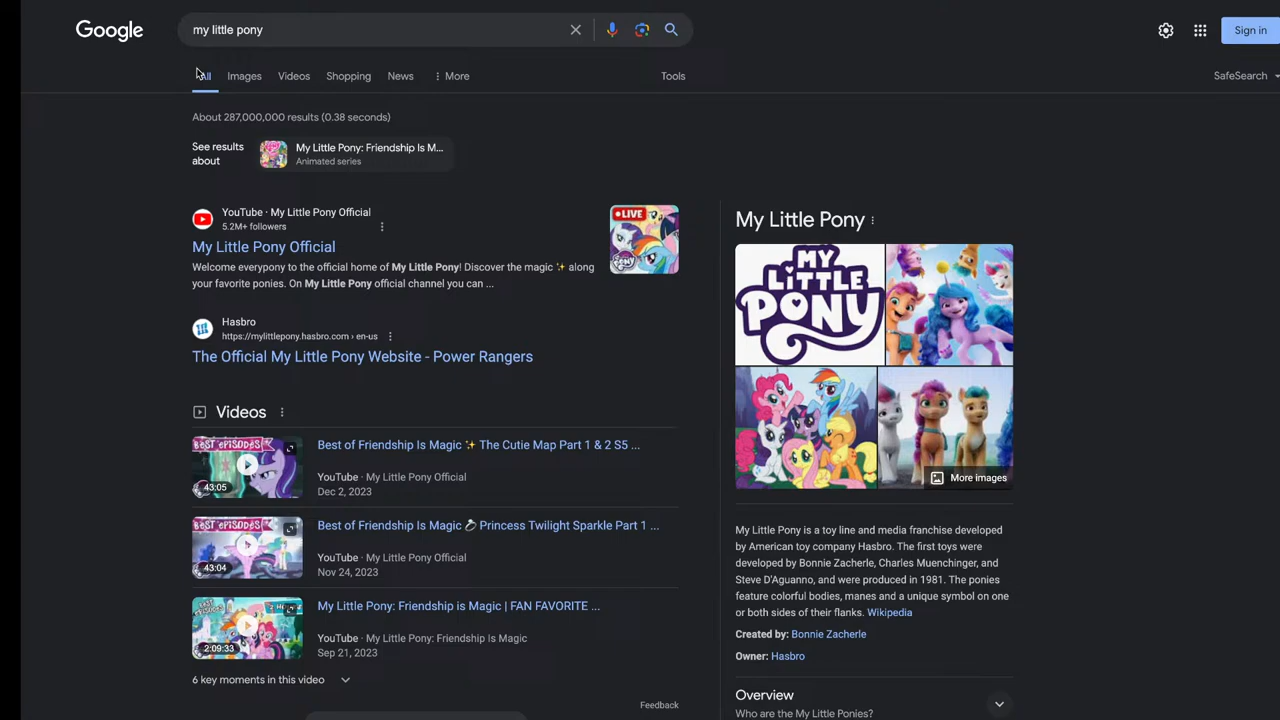 Google
my little pony
Sign in
All
Images
Videos
Shopping
News
More
Tools
SafeSearch
About 287,000,000 results (0.38 seconds)
See results
about
My Little Pony: Friendship Is M...
Animated series
YouTube · My Little Pony Official
5.2M+ followers
My Little Pony Official
Welcome everypony to the official home of My Little Pony! Discover the magic ✨ along
your favorite ponies. On My Little Pony official channel you can ...
LIVE
Hasbro
https://mylittlepony.hasbro.com › en-us
The Official My Little Pony Website - Power Rangers
Videos
BEST EPISODES
43:05
Best of Friendship Is Magic ✨ The Cutie Map Part 1 & 2 S5 ...
YouTube · My Little Pony Official
Dec 2, 2023
BEST EPISODES
43:04
Best of Friendship Is Magic 💍 Princess Twilight Sparkle Part 1 ...
YouTube · My Little Pony Official
Nov 24, 2023
2:09:33
My Little Pony: Friendship is Magic | FAN FAVORITE ...
YouTube · My Little Pony: Friendship Is Magic
Sep 21, 2023
6 key moments in this video
Feedback
My Little Pony
MY
LITTLE
PONY
More images
My Little Pony is a toy line and media franchise developed
by American toy company Hasbro. The first toys were
developed by Bonnie Zacherle, Charles Muenchinger, and
Steve D'Aguanno, and were produced in 1981. The ponies
feature colorful bodies, manes and a unique symbol on one
or both sides of their flanks. Wikipedia
Created by: Bonnie Zacherle
Owner: Hasbro
Overview
Who are the My Little Ponies?